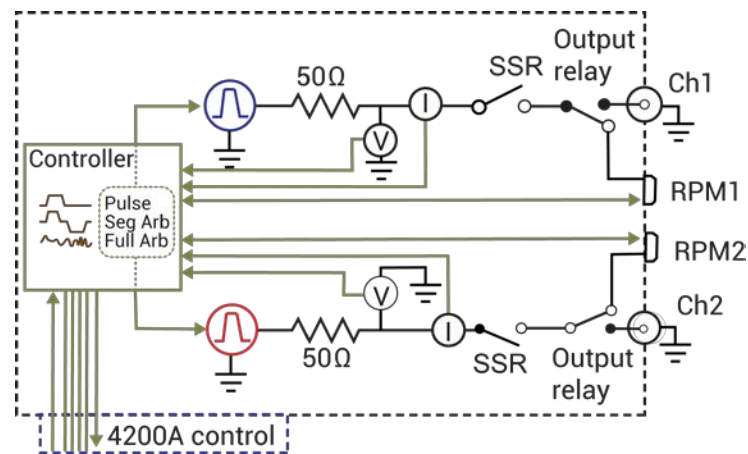 Output
relay
SSR
50Ω
Ch1
I
V
Controller
Pulse
Seg Arb
Full Arb
RPM1
RPM2
V
I
Ch2
50Ω
SSR
Output
relay
4200A control